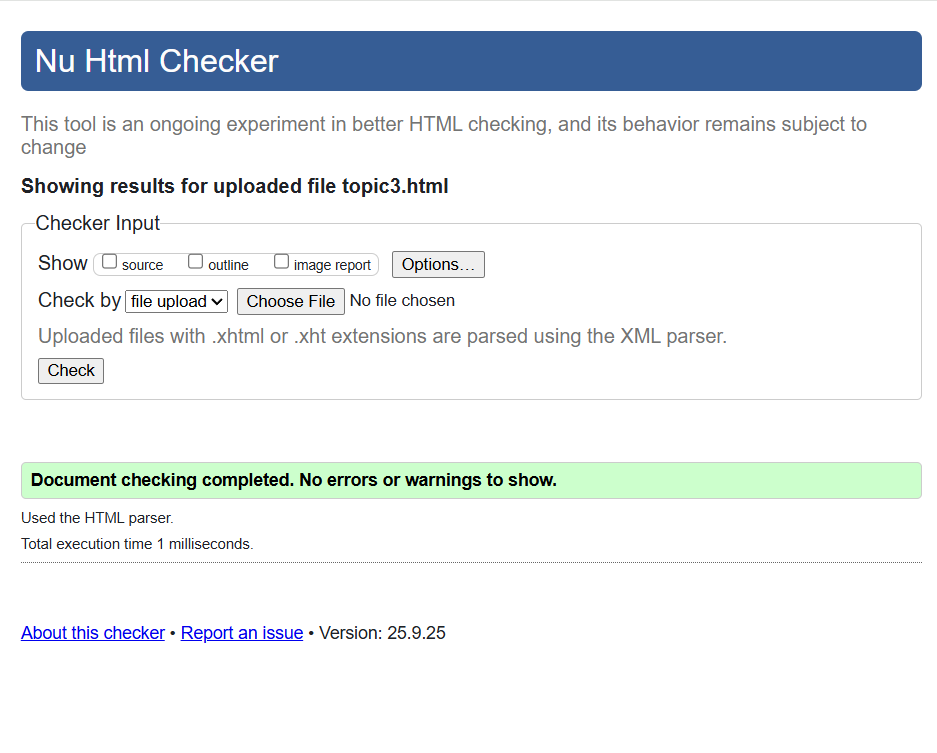 Nu Html Checker
This tool is an ongoing experiment in better HTML checking, and its behavior remains subject to
change
Showing results for uploaded file topic3.html
Checker Input
Show source outline image report Options...
Check by file upload Choose File No file chosen
Uploaded files with .xhtml or .xht extensions are parsed using the XML parser.
Check
Document checking completed. No errors or warnings to show.
Used the HTML parser.
Total execution time 1 milliseconds.
About this checker • Report an issue • Version: 25.9.25